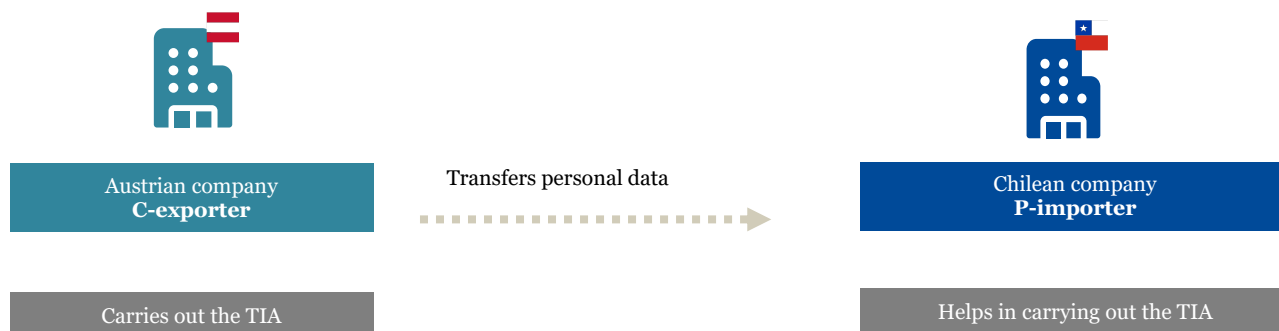 Austrian company
C-exporter
Transfers personal data
Chilean company
P-importer
Carries out the TIA
Helps in carrying out the TIA